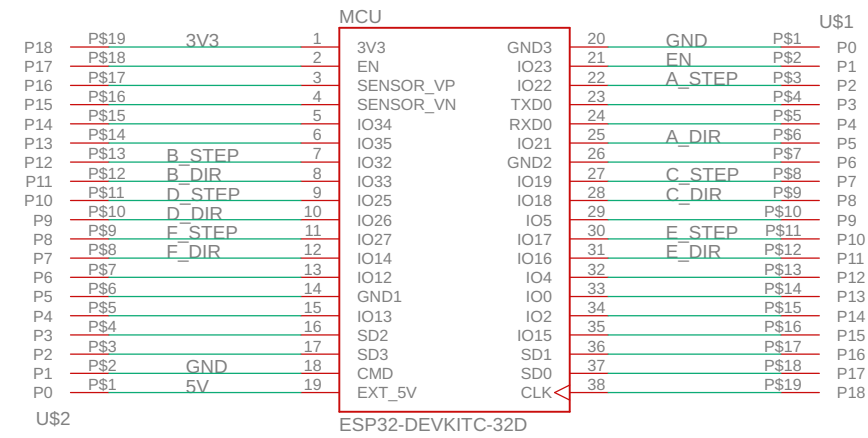 MCU
U$1
P18 P$19 3V3 1 3V3 GND3 20 GND P$1 P0
P17 P$18 2 EN IO23 21 EN P$2 P1
P16 P$17 3 SENSOR_VP IO22 22 A_STEP P$3 P2
P15 P$16 4 SENSOR_VN TXD0 23 P$4 P3
P14 P$15 5 IO34 RXD0 24 P$5 P4
P13 P$14 6 IO35 IO21 25 A_DIR P$6 P5
P12 P$13 B_STEP 7 IO32 GND2 26 P$7 P6
P11 P$12 B_DIR 8 IO33 IO19 27 C_STEP P$8 P7
P10 P$11 D_STEP 9 IO25 IO18 28 C_DIR P$9 P8
P9 P$10 D_DIR 10 IO26 IO5 29 P$10 P9
P8 P$9 F_STEP 11 IO27 IO17 30 E_STEP P$11 P10
P7 P$8 F_DIR 12 IO14 IO16 31 E_DIR P$12 P11
P6 P$7 13 IO12 IO4 32 P$13 P12
P5 P$6 14 GND1 IO0 33 P$14 P13
P4 P$5 15 IO13 IO2 34 P$15 P14
P3 P$4 16 SD2 IO15 35 P$16 P15
P2 P$3 17 SD3 SD1 36 P$17 P16
P1 P$2 GND 18 CMD SD0 37 P$18 P17
P0 P$1 5V 19 EXT_5V CLK 38 P$19 P18
U$2
ESP32-DEVKITC-32D